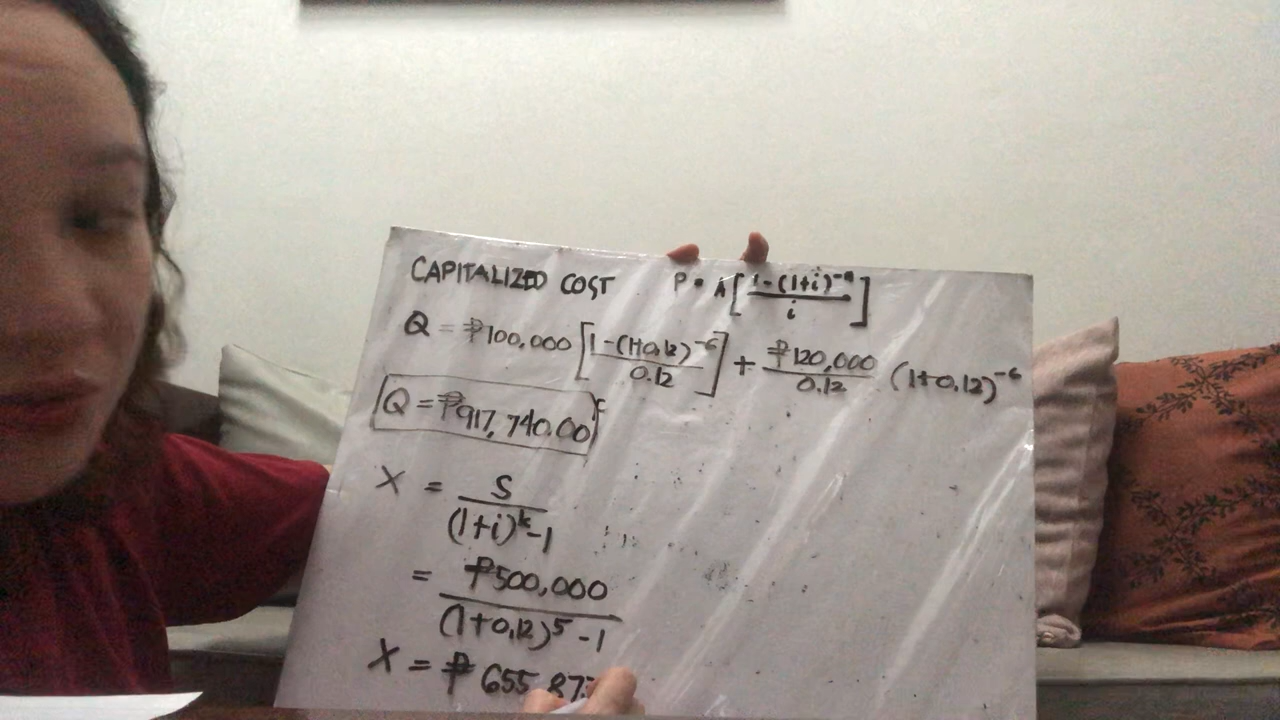 CAPITALIZED COST P = A[1-(1+i)^-n / i]
Q = ₱100,000 [1-(1+0.12)^-6 / 0.12] + ₱120,000 / 0.12 (1+0.12)^-6
Q = ₱917,740.00
X = S / (1+i)^k - 1
= ₱500,000 / (1+0.12)^5 - 1
X = ₱ 655 873